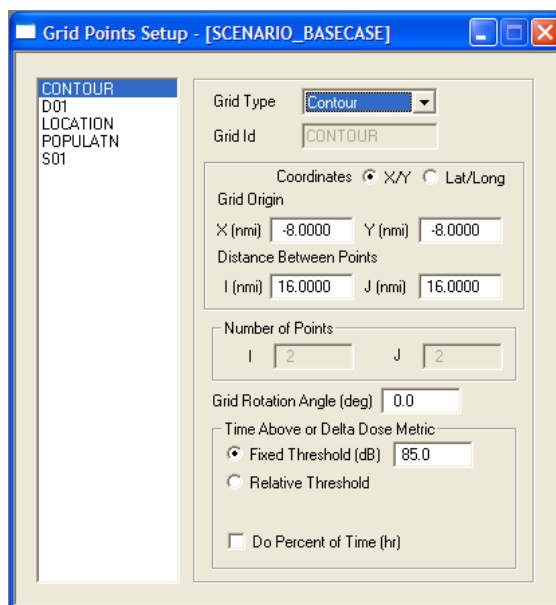 Grid Points Setup - [SCENARIO_BASECASE]
CONTOUR
D01
LOCATION
POPULATN
S01
Grid Type Contour
Grid Id CONTOUR
Coordinates X/Y Lat/Long
Grid Origin
X (nmi) -8.0000 Y (nmi) -8.0000
Distance Between Points
I (nmi) 16.0000 J (nmi) 16.0000
Number of Points
I 2 J 2
Grid Rotation Angle (deg) 0.0
Time Above or Delta Dose Metric
Fixed Threshold (dB) 85.0
Relative Threshold
Do Percent of Time (hr)